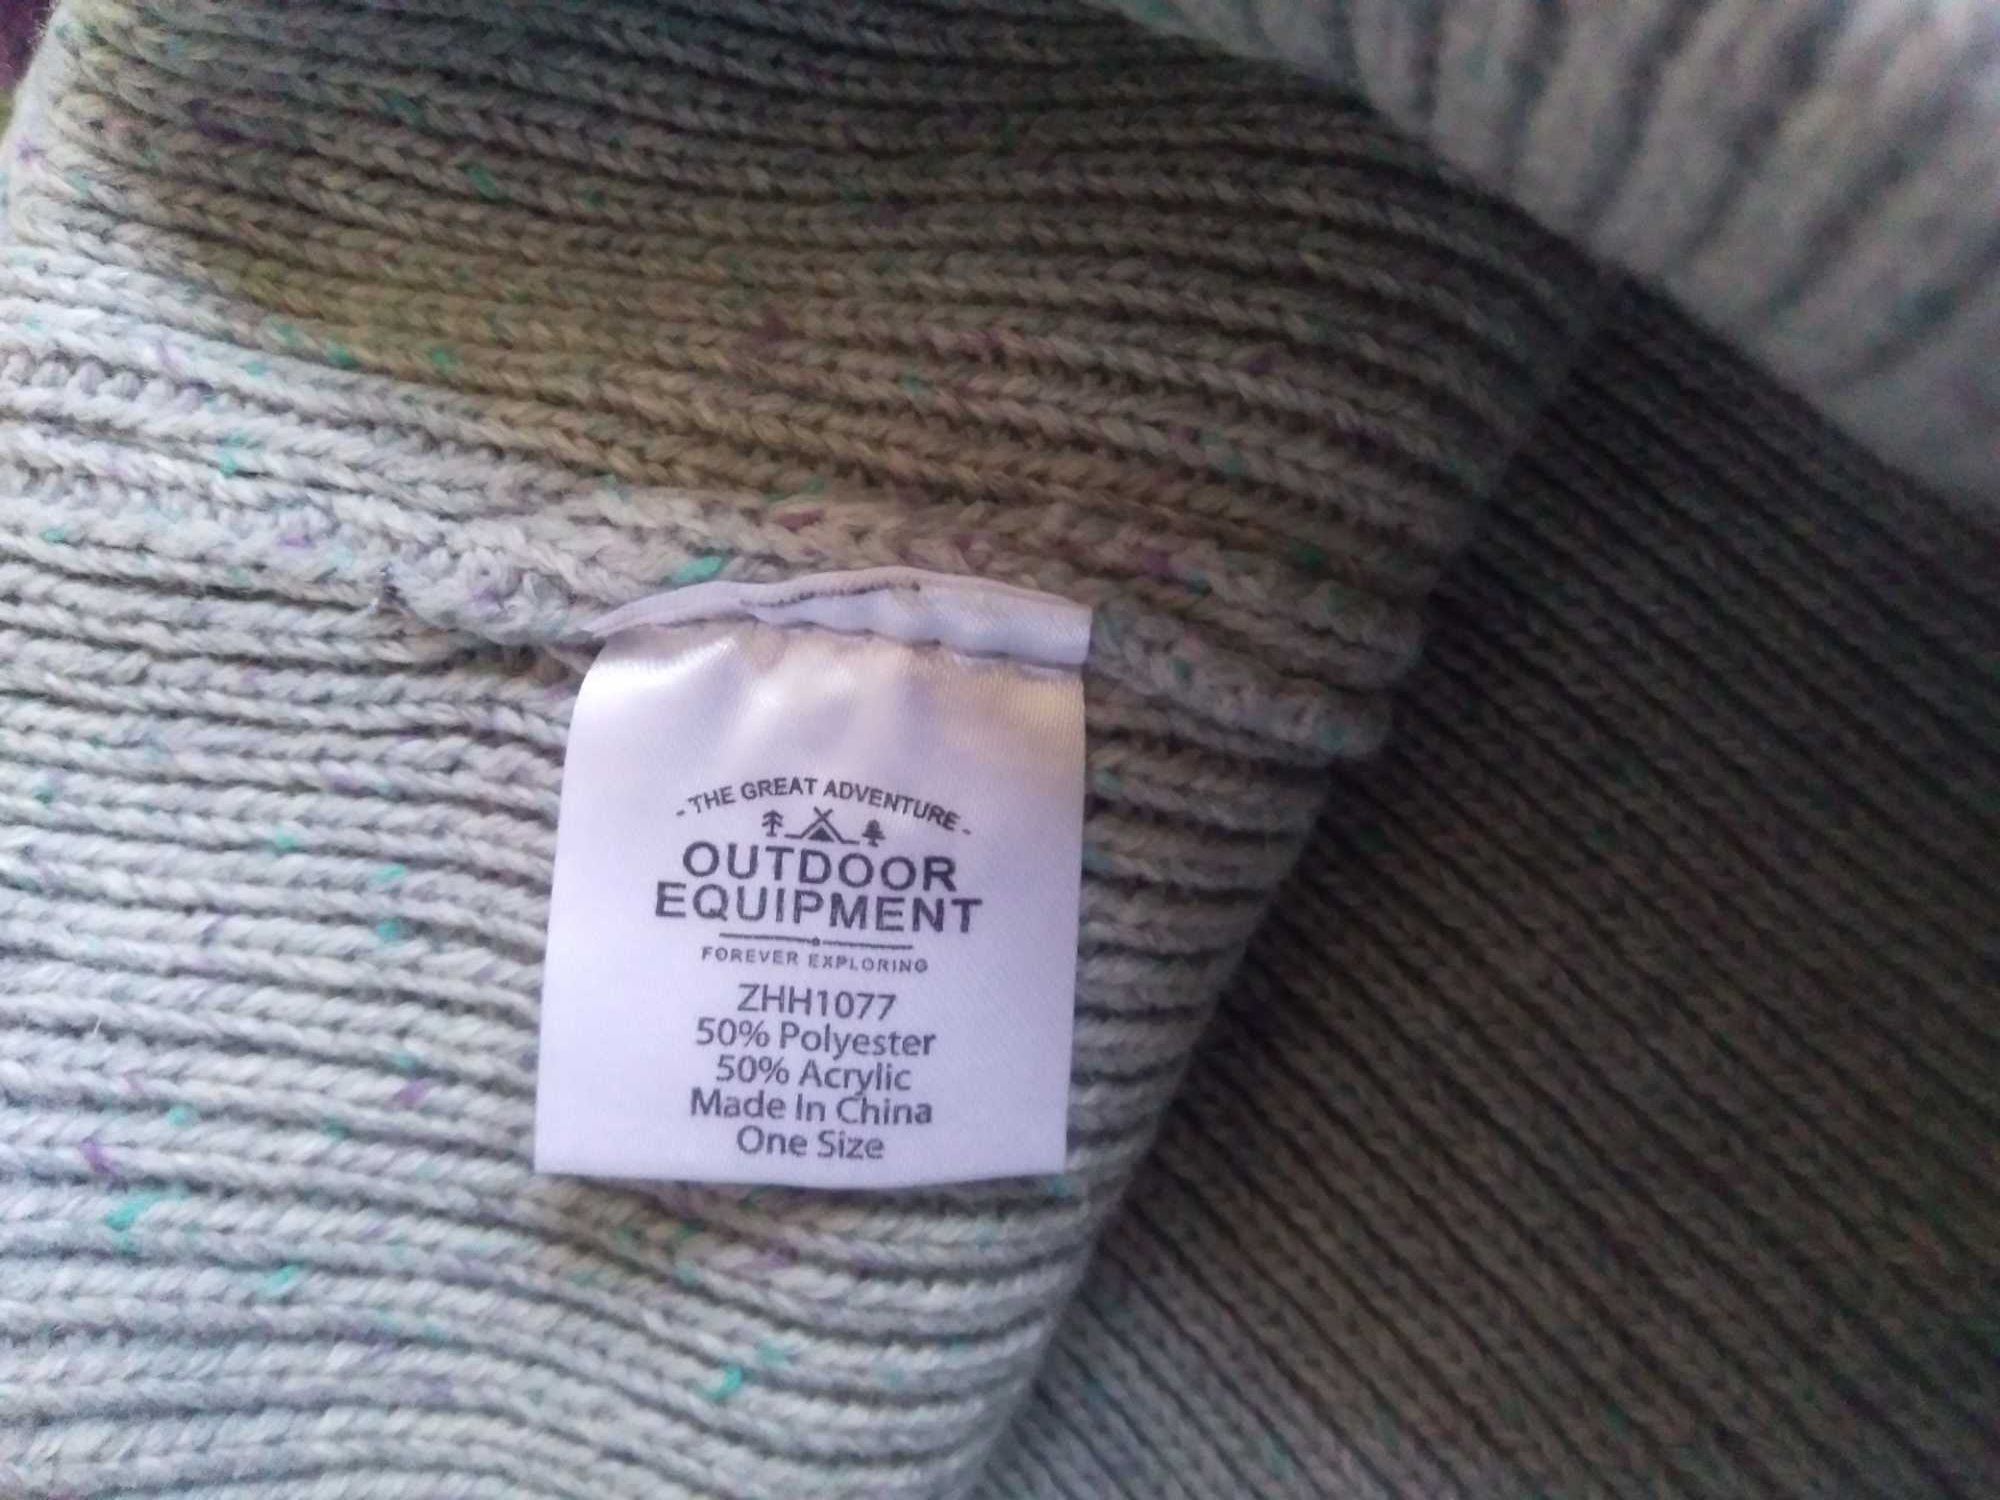 - THE GREAT ADVENTURE -
OUTDOOR
EQUIPMENT
FOREVER EXPLORING
ZHH1077
50% Polyester
50% Acrylic
Made In China
One Size